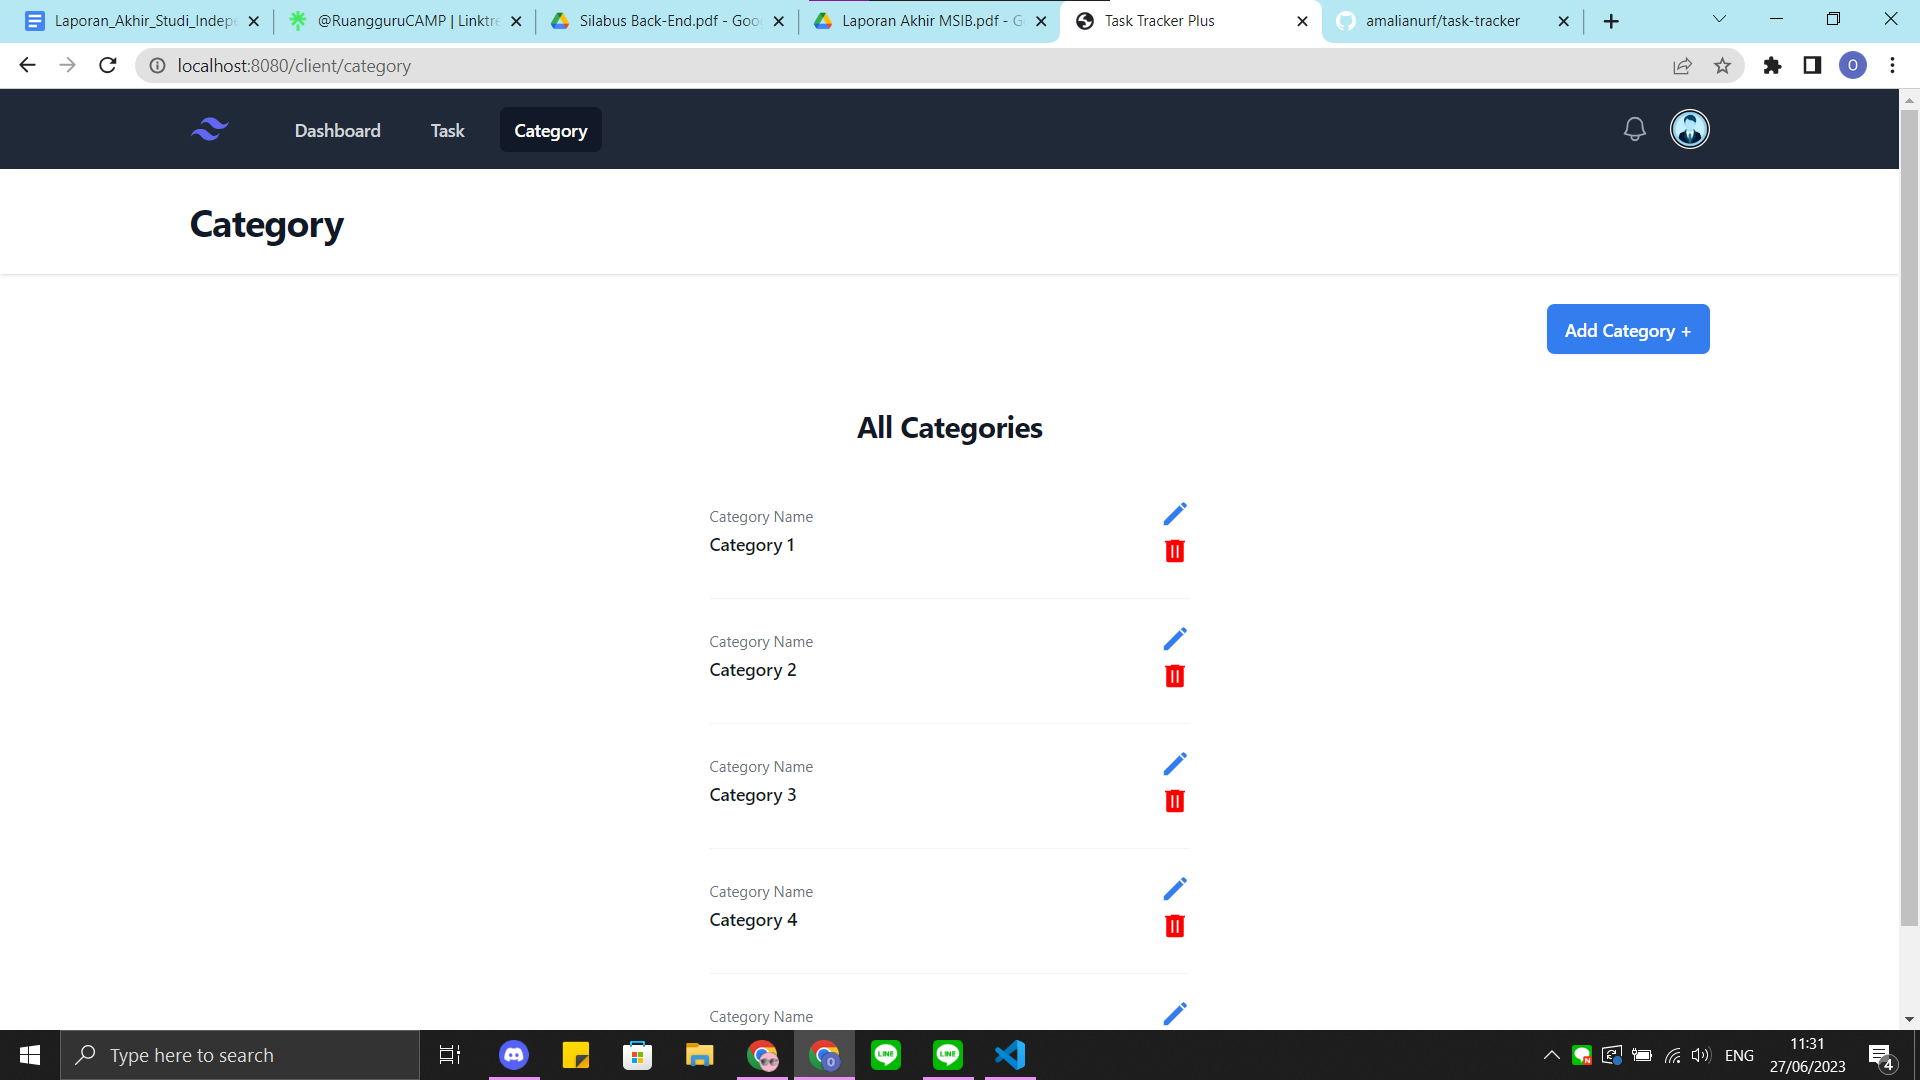 Laporan_Akhir_Studi_Indepe
@RuangguruCAMP | Linktre
Silabus Back-End.pdf - Goo
Laporan Akhir MSIB.pdf - G
Task Tracker Plus
amalianurf/task-tracker
localhost:8080/client/category
O
Dashboard
Task
Category
Category
Add Category +
All Categories
Category Name
Category 1
Category Name
Category 2
Category Name
Category 3
Category Name
Category 4
Category Name
Type here to search
ENG
11:31
27/06/2023
4